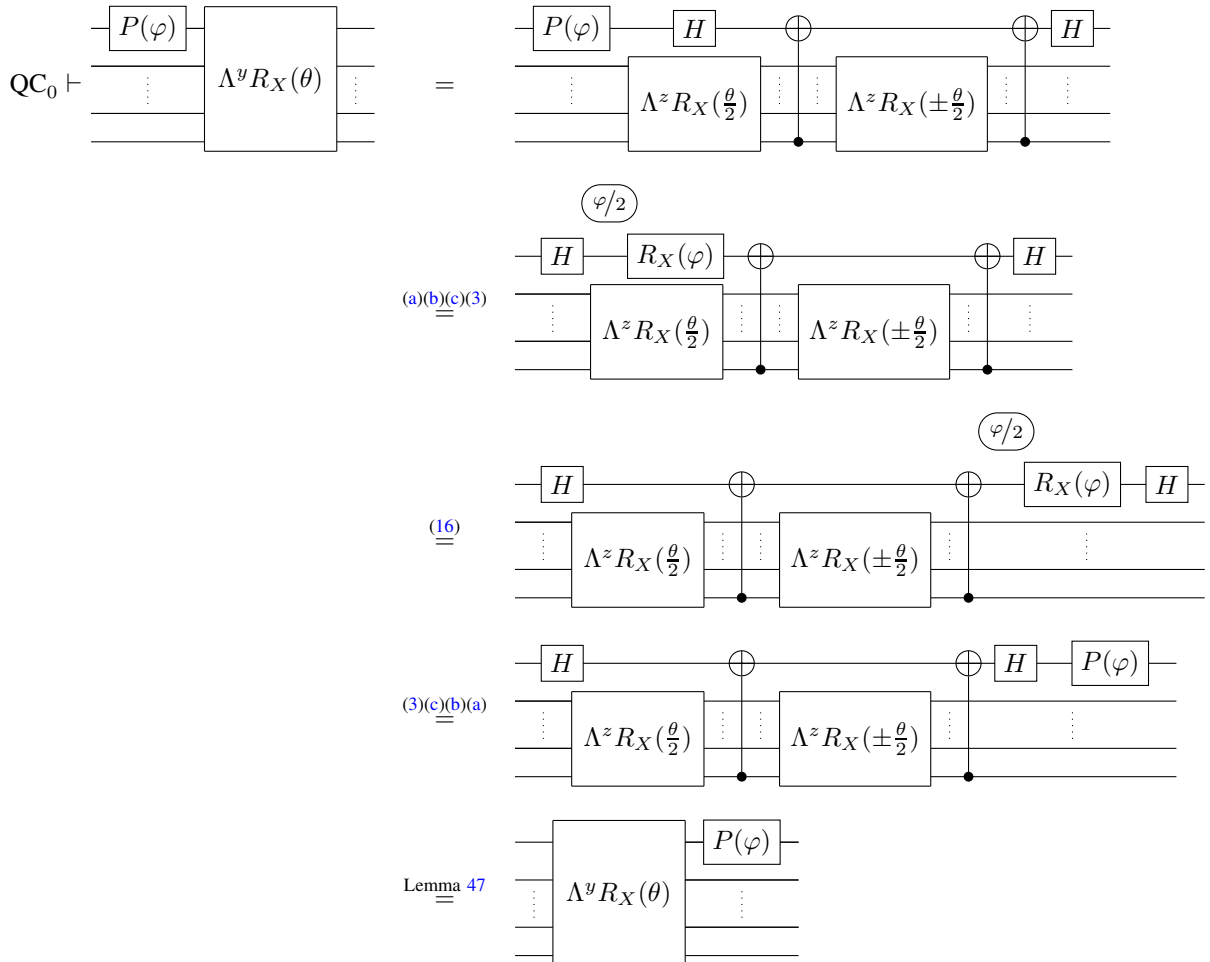 P(φ) P(φ) H H
QC₀ ⊢ Λ^y R_X(θ) = Λ^z R_X(θ/2) Λ^z R_X(±θ/2)
φ/2
H R_X(φ) H
(a)(b)(c)(3) = Λ^z R_X(θ/2) Λ^z R_X(±θ/2)
φ/2
H R_X(φ) H
(16) = Λ^z R_X(θ/2) Λ^z R_X(±θ/2)
H H P(φ)
(3)(c)(b)(a) = Λ^z R_X(θ/2) Λ^z R_X(±θ/2)
P(φ)
Lemma 47 = Λ^y R_X(θ)